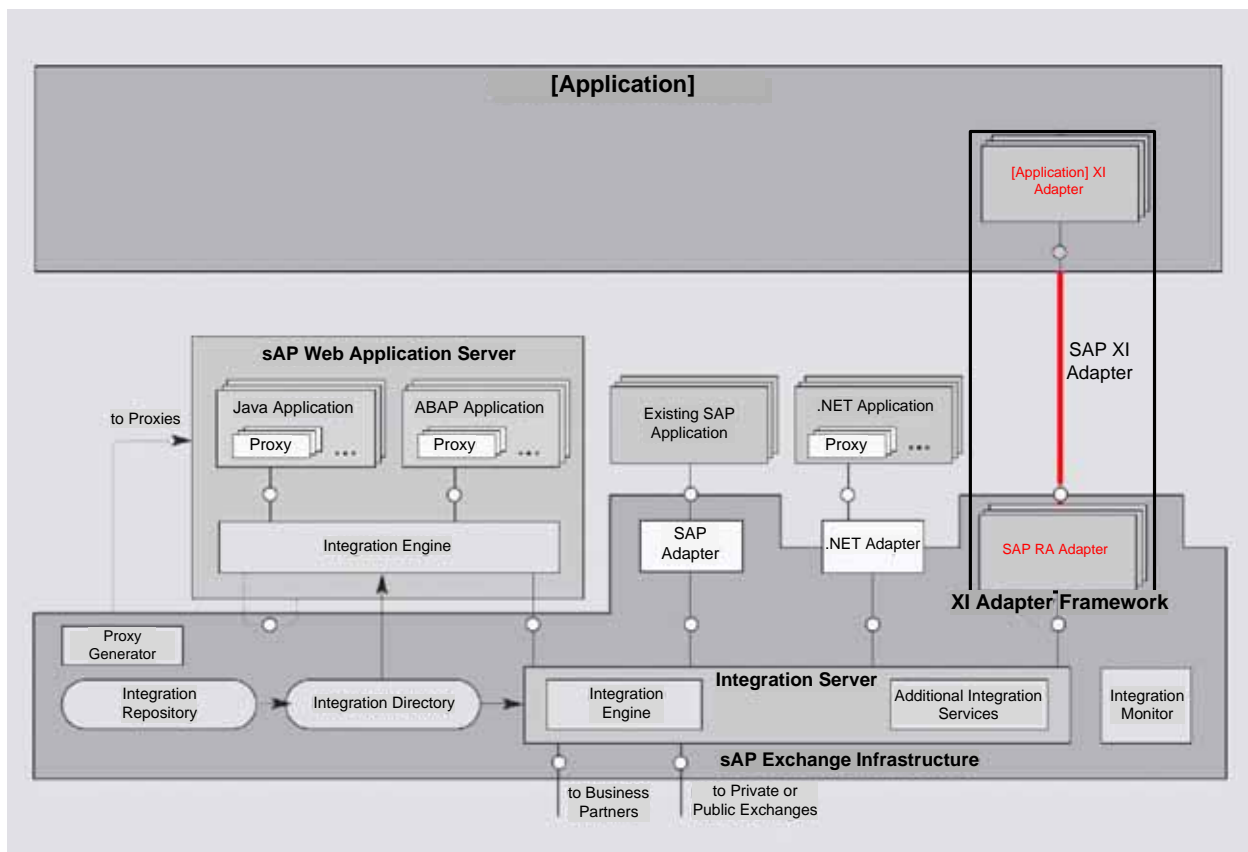 [Application]
[Application] XI
Adapter
SAP XI
Adapter
sAP Web Application Server
Java Application
Proxy
...
ABAP Application
Proxy
...
to Proxies
Existing SAP
Application
.NET Application
Proxy
...
Integration Engine
SAP
Adapter
.NET Adapter
SAP RA Adapter
XI Adapter Framework
Proxy
Generator
Integration
Repository
Integration Directory
Integration Server
Integration
Engine
Additional Integration
Services
Integration
Monitor
sAP Exchange Infrastructure
to Business
Partners
to Private or
Public Exchanges